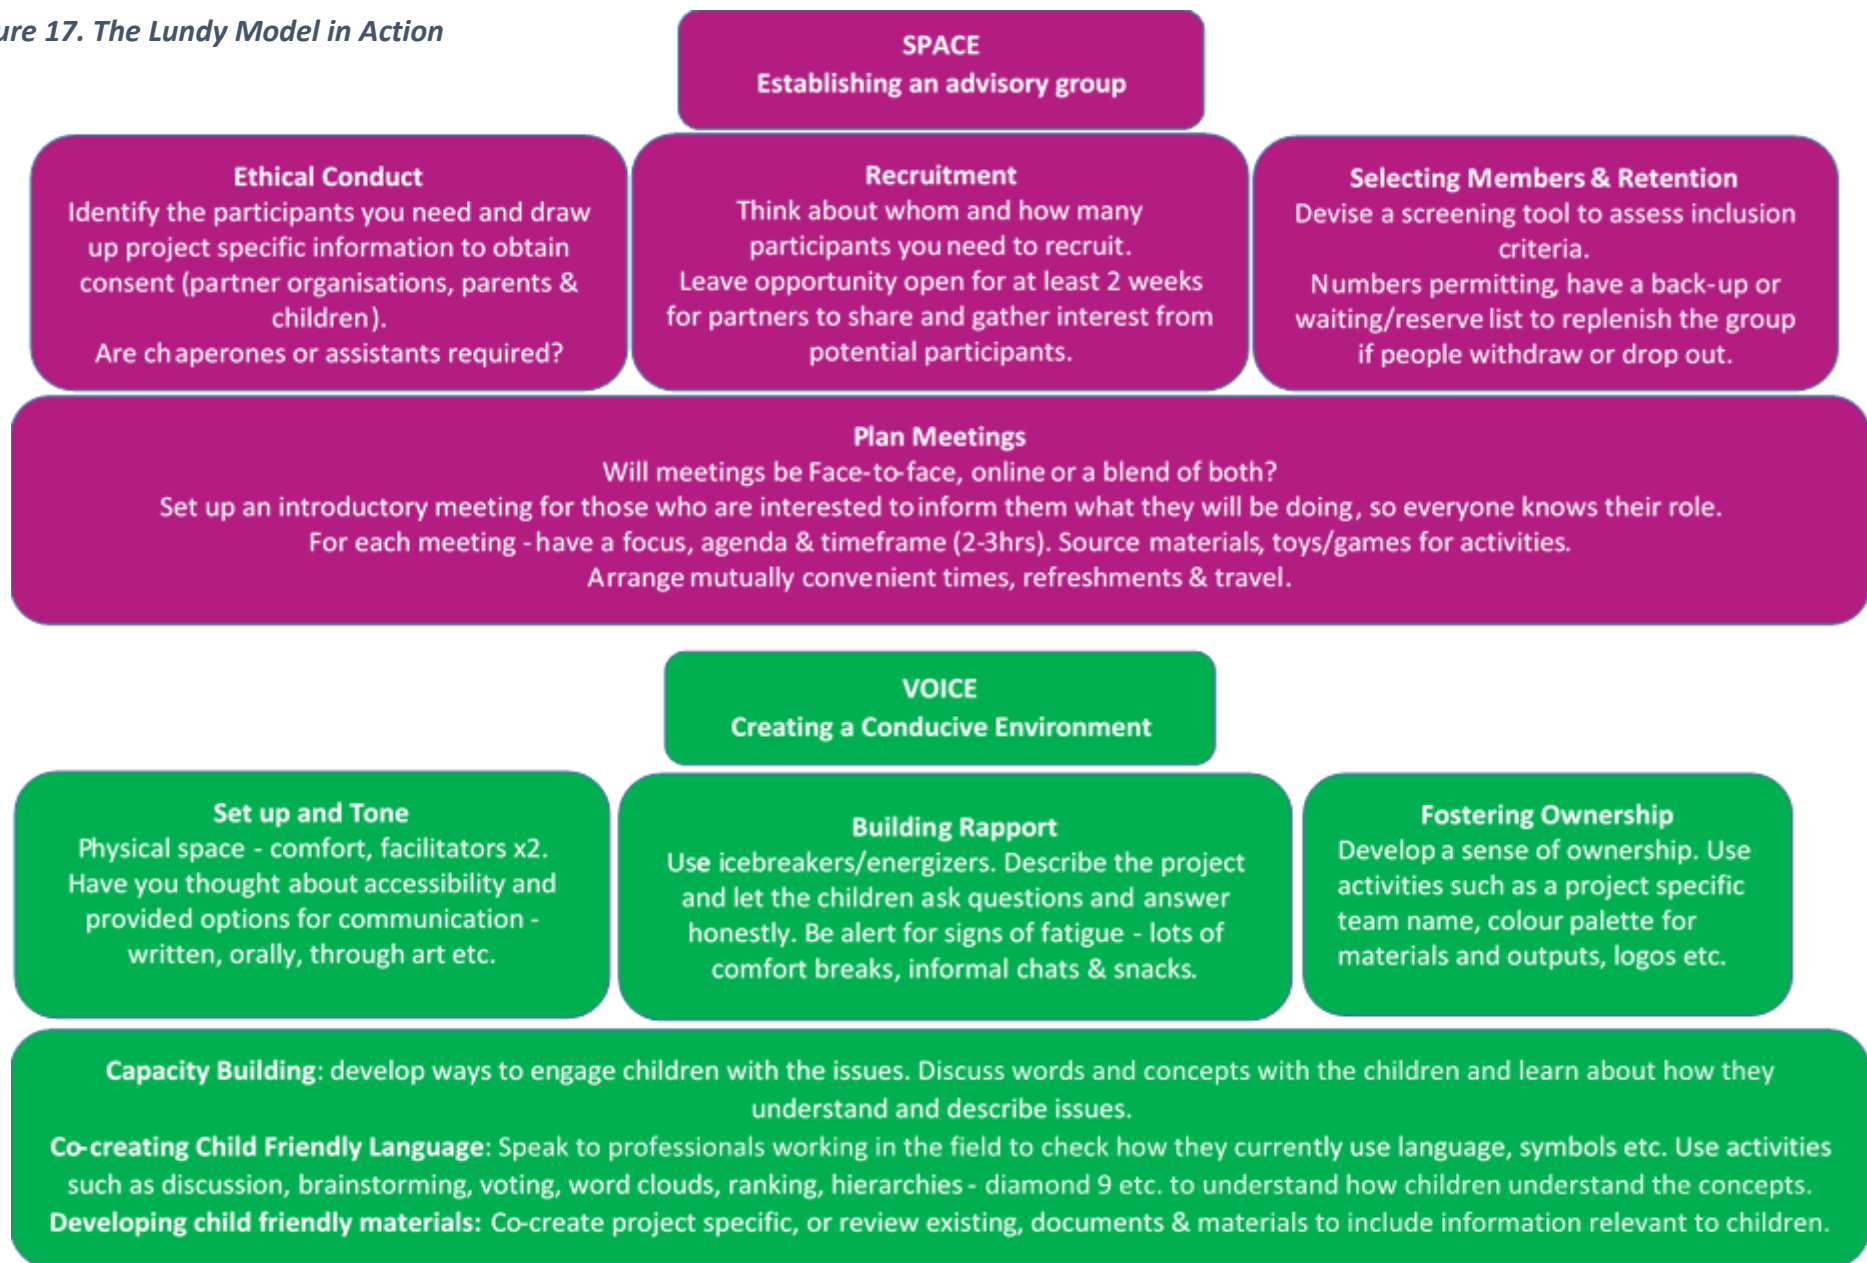 ure 17. The Lundy Model in Action
SPACE
Establishing an advisory group
Ethical Conduct
Identify the participants you need and draw
up project specific information to obtain
consent (partner organisations, parents &
children).
Are chaperones or assistants required?
Recruitment
Think about whom and how many
participants you need to recruit.
Leave opportunity open for at least 2 weeks
for partners to share and gather interest from
potential participants.
Selecting Members & Retention
Devise a screening tool to assess inclusion
criteria.
Numbers permitting, have a back-up or
waiting/reserve list to replenish the group
if people withdraw or drop out.
Plan Meetings
Will meetings be Face-to-face, online or a blend of both?
Set up an introductory meeting for those who are interested to inform them what they will be doing, so everyone knows their role.
For each meeting - have a focus, agenda & timeframe (2-3hrs). Source materials, toys/games for activities.
Arrange mutually convenient times, refreshments & travel.
VOICE
Creating a Conducive Environment
Set up and Tone
Physical space - comfort, facilitators x2.
Have you thought about accessibility and
provided options for communication -
written, orally, through art etc.
Building Rapport
Use icebreakers/energizers. Describe the project
and let the children ask questions and answer
honestly. Be alert for signs of fatigue - lots of
comfort breaks, informal chats & snacks.
Fostering Ownership
Develop a sense of ownership. Use
activities such as a project specific
team name, colour palette for
materials and outputs, logos etc.
Capacity Building: develop ways to engage children with the issues. Discuss words and concepts with the children and learn about how they
understand and describe issues.
Co-creating Child Friendly Language: Speak to professionals working in the field to check how they currently use language, symbols etc. Use activities
such as discussion, brainstorming, voting, word clouds, ranking, hierarchies - diamond 9 etc. to understand how children understand the concepts.
Developing child friendly materials: Co-create project specific, or review existing, documents & materials to include information relevant to children.